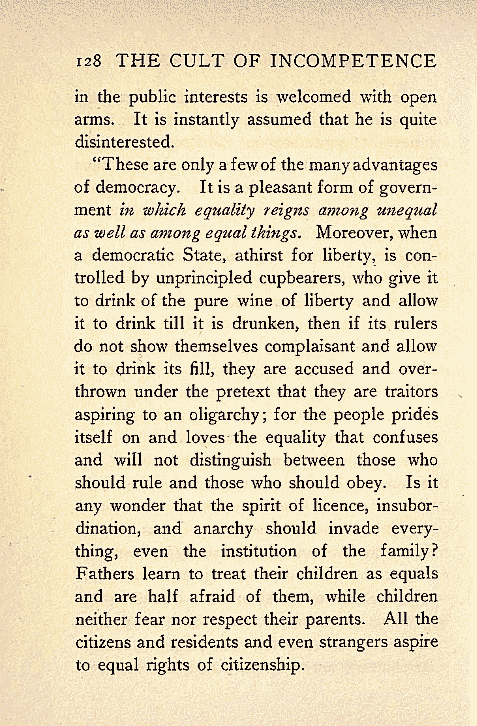 128 THE CULT OF INCOMPETENCE
in the public interests is welcomed with open
arms. It is instantly assumed that he is quite
disinterested.
“These are only a few of the many advantages
of democracy. It is a pleasant form of govern-
ment in which equality reigns among unequal
as well as among equal things. Moreover, when
a democratic State, athirst for liberty, is con-
trolled by unprincipled cupbearers, who give it
to drink of the pure wine of liberty and allow
it to drink till it is drunken, then if its rulers
do not show themselves complaisant and allow
it to drink its fill, they are accused and over-
thrown under the pretext that they are traitors
aspiring to an oligarchy; for the people prides
itself on and loves the equality that confuses
and will not distinguish between those who
should rule and those who should obey. Is it
any wonder that the spirit of licence, insubor-
dination, and anarchy should invade every-
thing, even the institution of the family?
Fathers learn to treat their children as equals
and are half afraid of them, while children
neither fear nor respect their parents. All the
citizens and residents and even strangers aspire
to equal rights of citizenship.